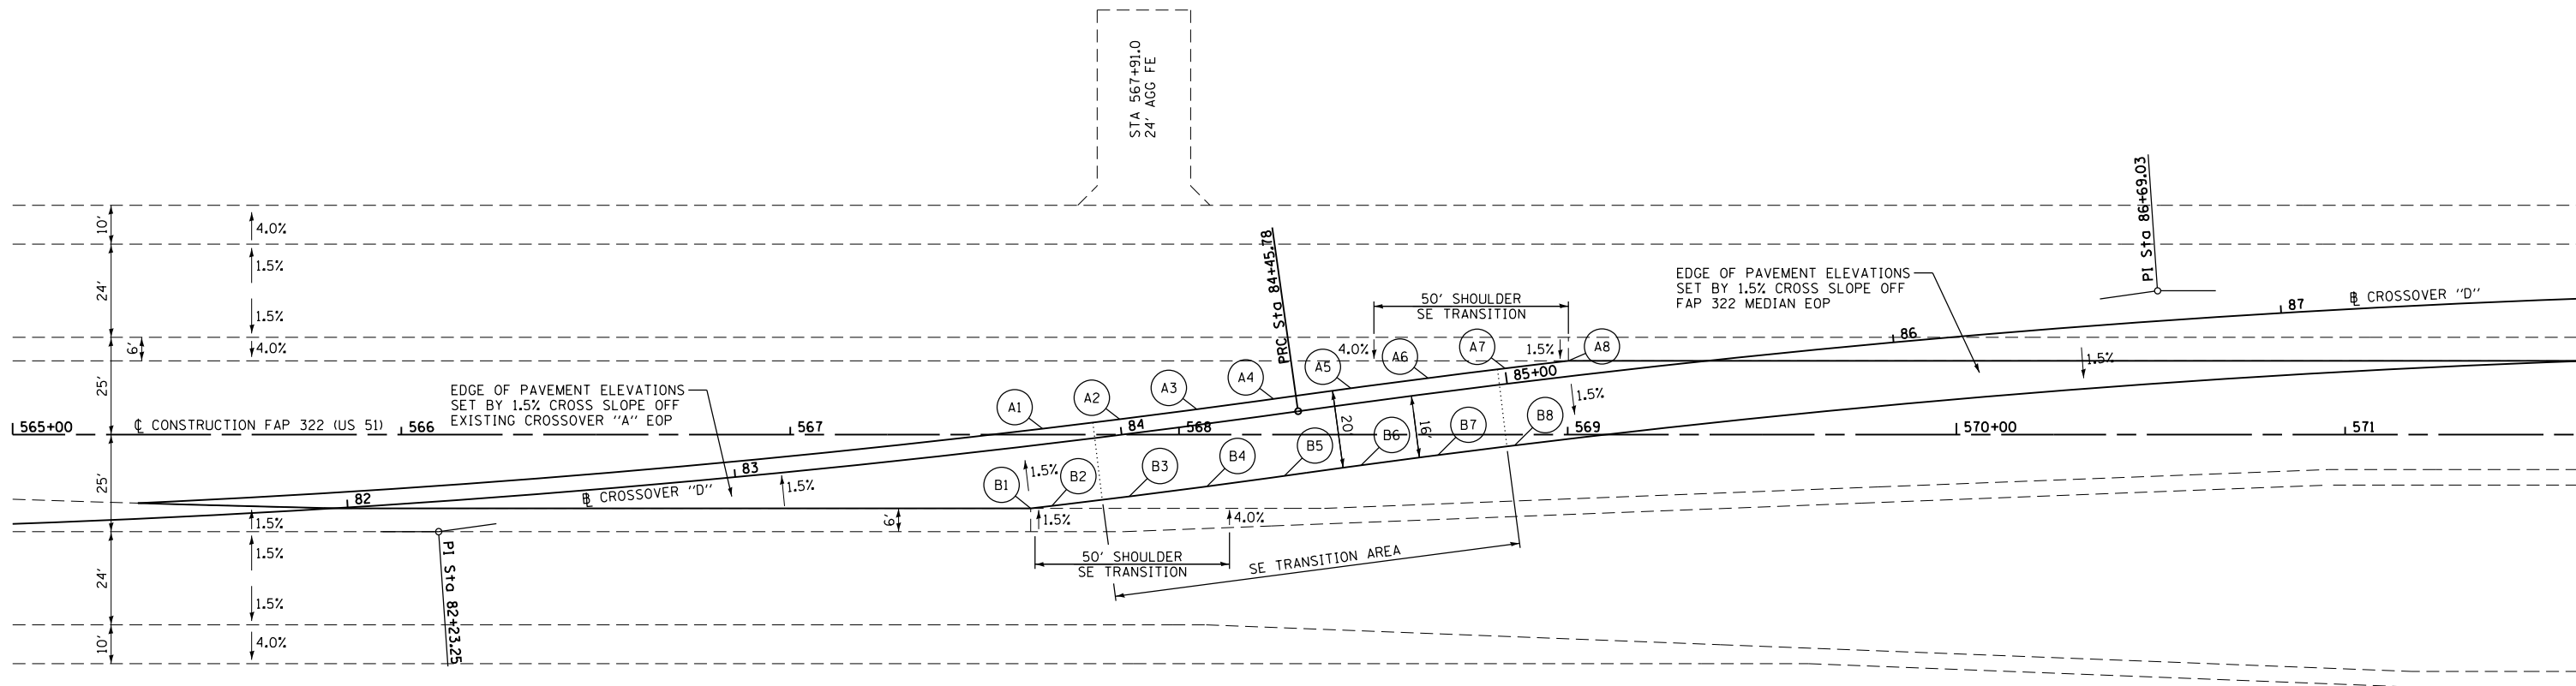 STA 567+91.0
24' AGG FE
10'
4.0%
24'
1.5%
1.5%
6'
4.0%
25'
PRC Sta 84+45.78
50' SHOULDER
SE TRANSITION
4.0%
1.5%
PI Sta 86+69.03
EDGE OF PAVEMENT ELEVATIONS
SET BY 1.5% CROSS SLOPE OFF
FAP 322 MEDIAN EOP
87
℄ CROSSOVER "D"
86
1.5%
A1
A2
A3
A4
A5
A6
A7
A8
85+00
1.5%
EDGE OF PAVEMENT ELEVATIONS
SET BY 1.5% CROSS SLOPE OFF
EXISTING CROSSOVER "A" EOP
565+00
℄ CONSTRUCTION FAP 322 (US 51)
566
567
84
568
569
570+00
571
20'
16'
83
82
℄ CROSSOVER "D"
1.5%
1.5%
B1
B2
B3
B4
B5
B6
B7
B8
25'
1.5%
6'
1.5%
4.0%
PI Sta 82+23.25
24'
1.5%
1.5%
50' SHOULDER
SE TRANSITION
SE TRANSITION AREA
10'
4.0%